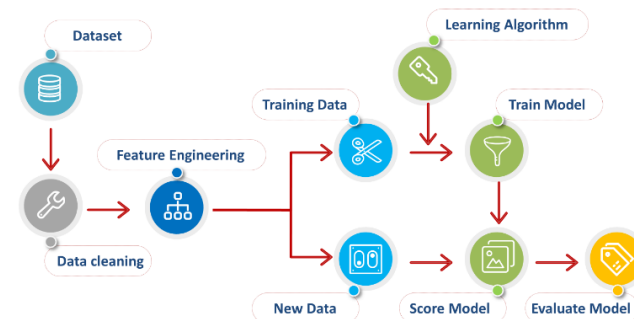 Learning Algorithm
Dataset
Training Data
Train Model
Feature Engineering
Data cleaning
New Data
Score Model
Evaluate Model